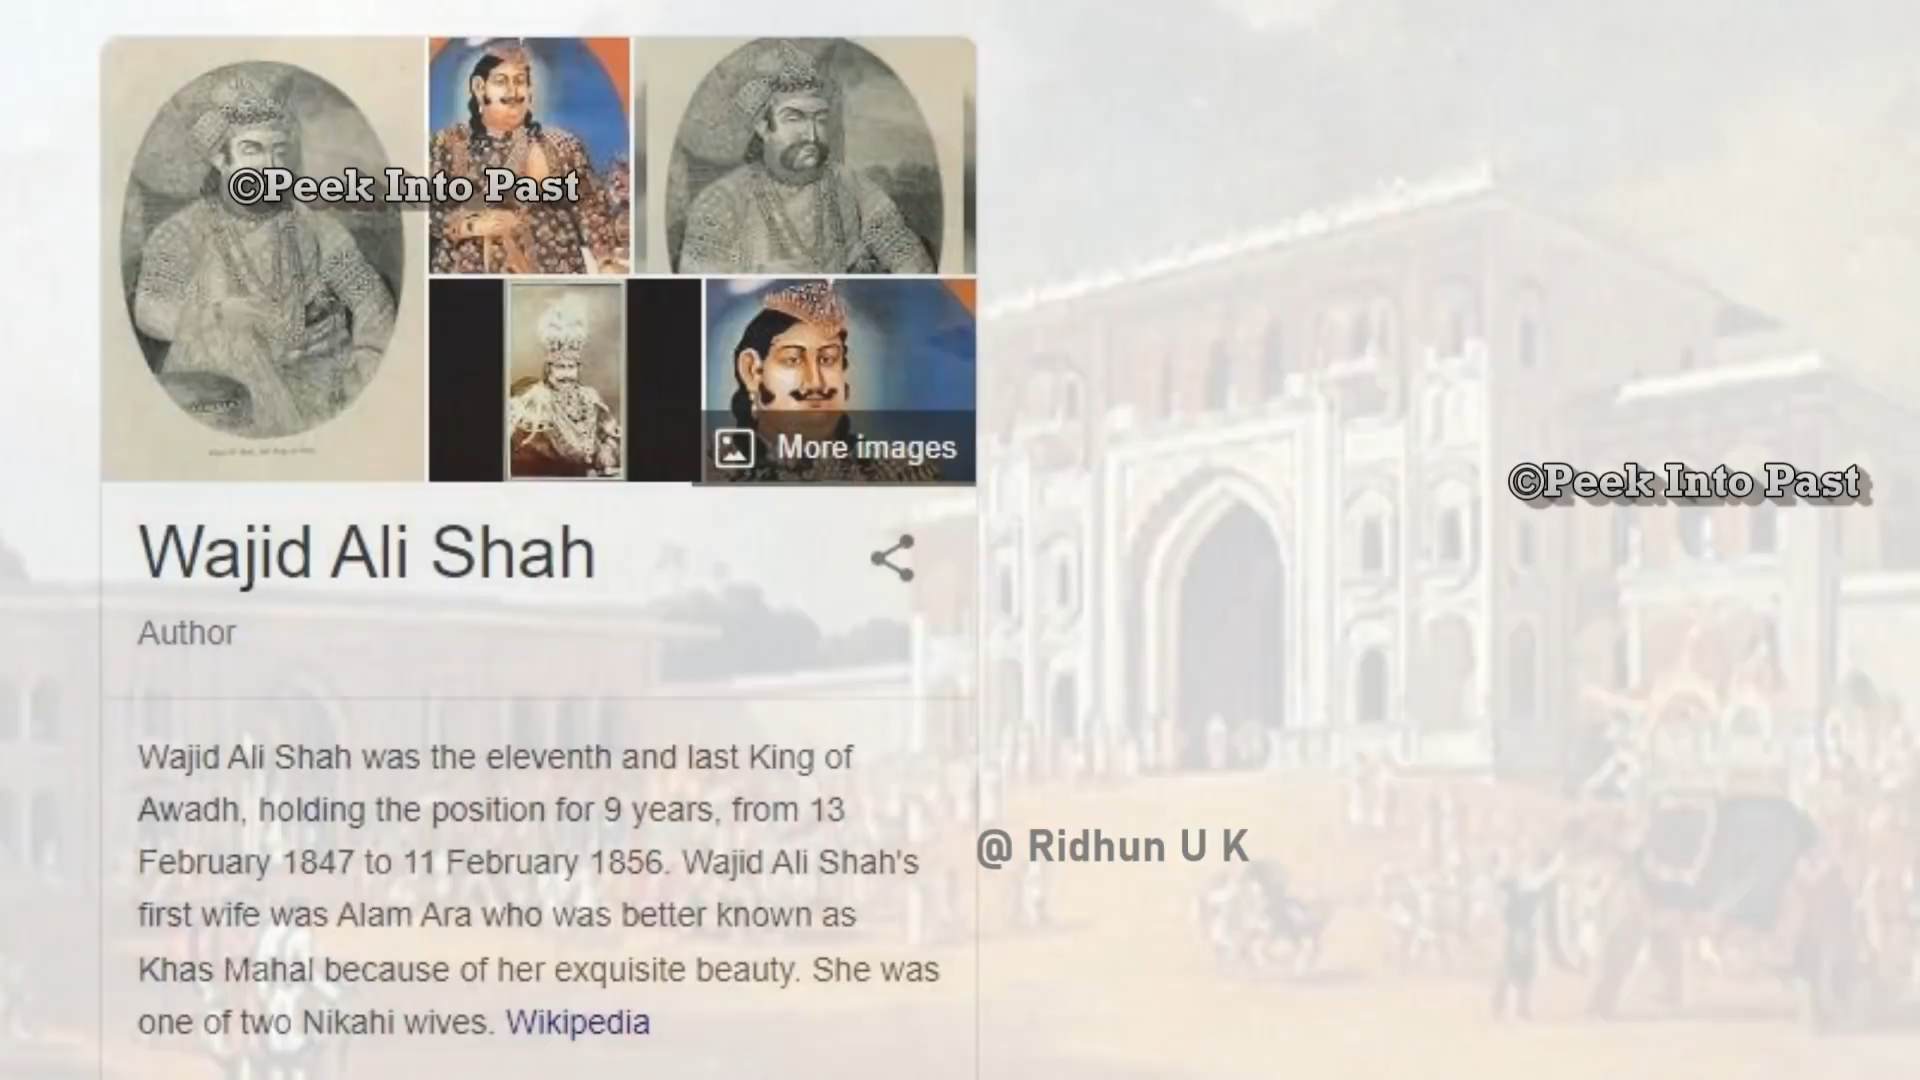 ©Peek Into Past
More images
©Peek Into Past
Wajid Ali Shah
Author
Wajid Ali Shah was the eleventh and last King of
Awadh, holding the position for 9 years, from 13
February 1847 to 11 February 1856. Wajid Ali Shah's
first wife was Alam Ara who was better known as
Khas Mahal because of her exquisite beauty. She was
one of two Nikahi wives. Wikipedia
@ Ridhun U K